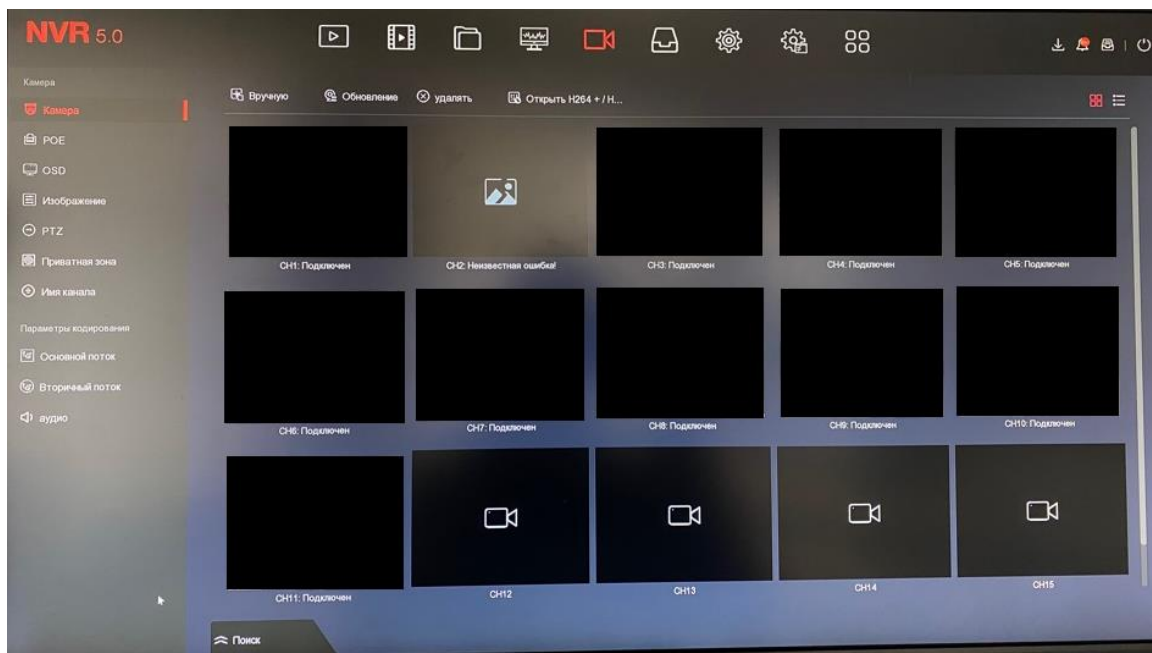 NVR 5.0
Камера
Камера
POE
OSD
Изображение
PTZ
Приватная зона
Имя канала
Параметры кодирования
Основной поток
Вторичный поток
аудио
Вручную
Обновление
удалять
Открыть H264 + / H...
CH1: Подключен
CH2: Неизвестная ошибка!
CH3: Подключен
CH4: Подключен
CH5: Подключен
CH6: Подключен
CH7: Подключен
CH8: Подключен
CH9: Подключен
CH10: Подключен
CH11: Подключен
CH12
CH13
CH14
CH15
Поиск